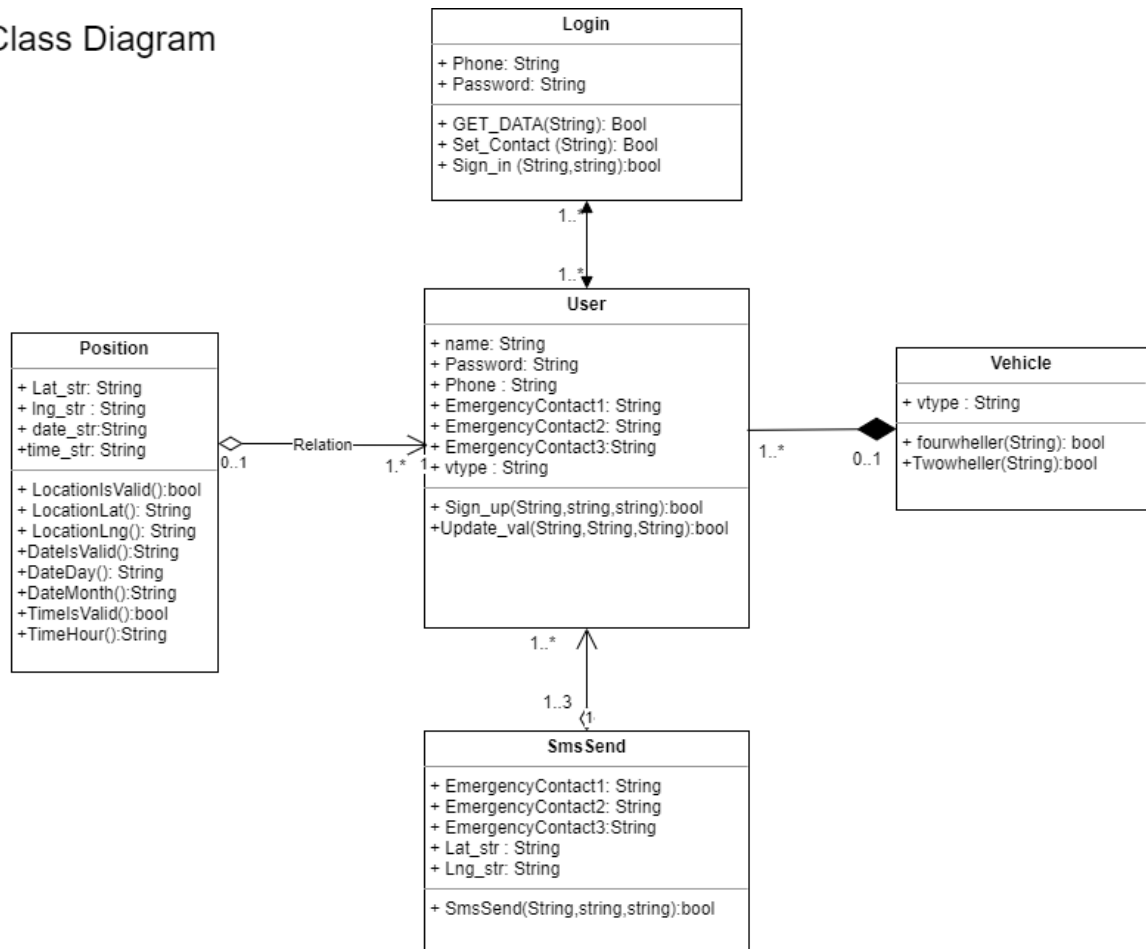 Class Diagram
Login
+ Phone: String
+ Password: String
+ GET_DATA(String): Bool
+ Set_Contact (String): Bool
+ Sign_in (String,string):bool
1..*
1..*
User
+ name: String
+ Password: String
+ Phone : String
+ EmergencyContact1: String
+ EmergencyContact2: String
+ EmergencyContact3:String
+ vtype : String
+ Sign_up(String,string,string):bool
+Update_val(String,String,String):bool
Position
+ Lat_str: String
+ lng_str : String
+ date_str:String
+time_str: String
+ LocationIsValid():bool
+ LocationLat(): String
+ LocationLng(): String
+DateIsValid():String
+DateDay(): String
+DateMonth():String
+TimeIsValid():bool
+TimeHour():String
0..1
Relation
1.*
1
Vehicle
+ vtype : String
+ fourwheller(String): bool
+Twowheller(String):bool
1..*
0..1
1..*
1..3
1
SmsSend
+ EmergencyContact1: String
+ EmergencyContact2: String
+ EmergencyContact3:String
+ Lat_str : String
+ Lng_str: String
+ SmsSend(String,string,string):bool